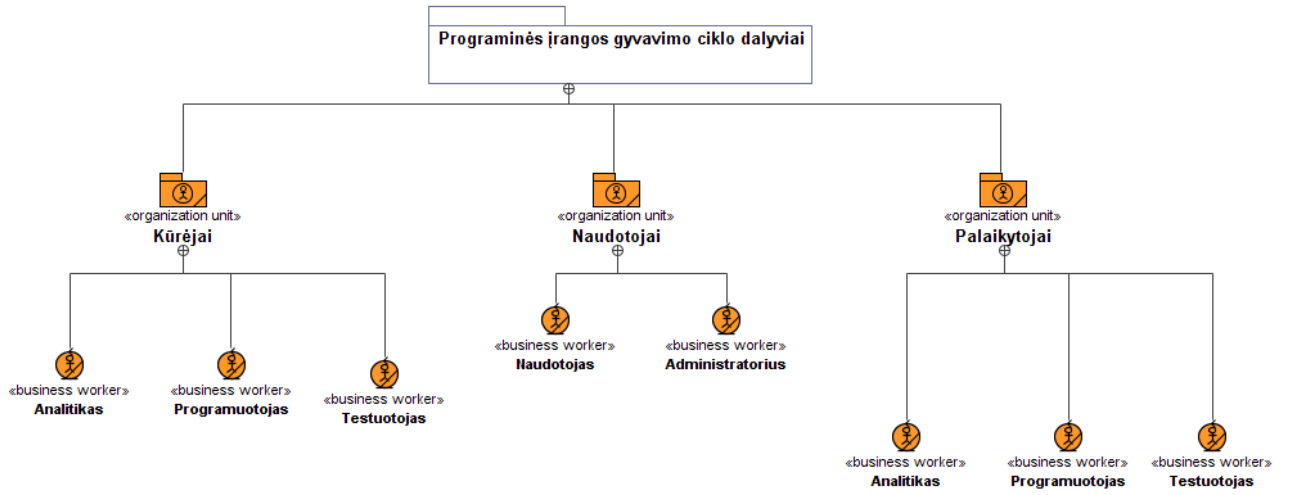 Programinės įrangos gyvavimo ciklo dalyviai
«organization unit»
Kūrėjai
«organization unit»
Naudotojai
«organization unit»
Palaikytojai
«business worker»
Analitikas
«business worker»
Programuotojas
«business worker»
Testuotojas
«business worker»
Naudotojas
«business worker»
Administratorius
«business worker»
Analitikas
«business worker»
Programuotojas
«business worker»
Testuotojas